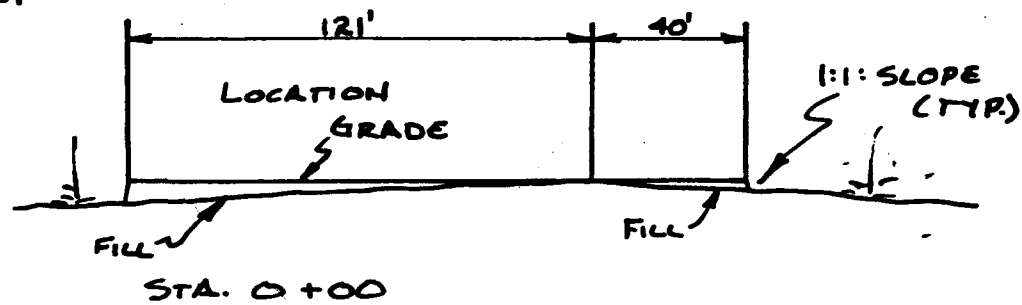 121'
40'
LOCATION
GRADE
1:1: SLOPE
(TYP.)
FILL
FILL
STA. 0+00